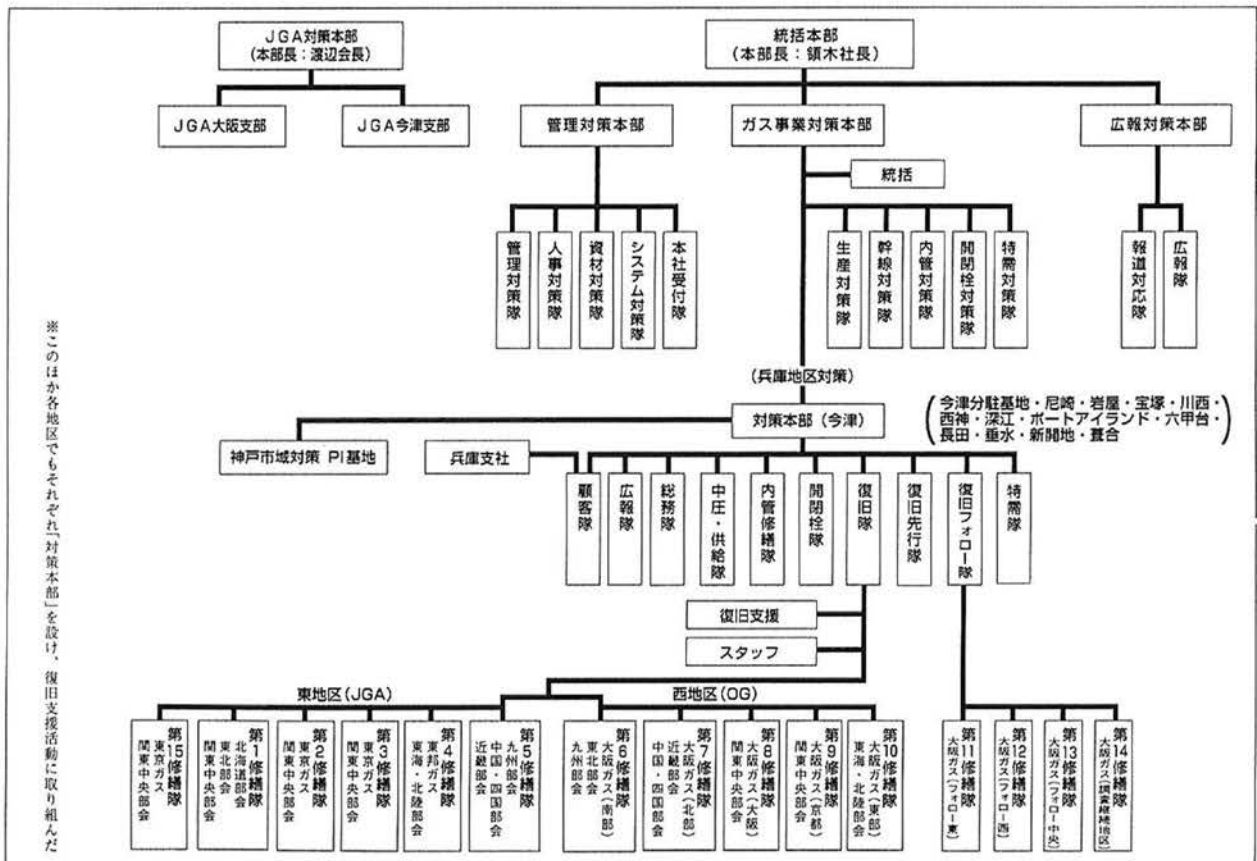 JGA対策本部
(本部長：渡辺会長)
統括本部
(本部長：領木社長)
JGA大阪支部
JGA今津支部
管理対策本部
ガス事業対策本部
広報対策本部
統括
管理対策隊
人事対策隊
資材対策隊
システム対策隊
本社受付隊
生産対策隊
幹線対策隊
内管対策隊
開閉栓対策隊
特需対策隊
報道対応隊
広報隊
(兵庫地区対策)
対策本部(今津)
(今津分駐基地・尼崎・岩屋・宝塚・川西・
西神・深江・ポートアイランド・六甲台・
長田・垂水・新開地・葺合)
神戸市域対策 PI基地
兵庫支社
顧客隊
広報隊
総務隊
中圧・供給隊
内管修繕隊
開閉栓隊
復旧隊
復旧先行隊
復旧フォロー隊
特需隊
復旧支援
スタッフ
東地区(JGA)
西地区(OG)
第15修繕隊
東京ガス
関東中央部会
第1修繕隊
北海道部会
東北部会
関東中央部会
第2修繕隊
東京ガス
関東中央部会
第3修繕隊
東京ガス
関東中央部会
第4修繕隊
東邦ガス
東海・北陸部会
第5修繕隊
九州部会
中国・四国部会
近畿部会
第6修繕隊
大阪ガス(南部)
東北部会
九州部会
第7修繕隊
大阪ガス(北部)
近畿部会
中国・四国部会
第8修繕隊
大阪ガス(大阪)
関東中央部会
第9修繕隊
大阪ガス(京都)
関東中央部会
第10修繕隊
大阪ガス(東部)
東海・北陸部会
第11修繕隊
大阪ガス(フォロー東)
第12修繕隊
大阪ガス(フォロー西)
第13修繕隊
大阪ガス(フォロー中央)
第14修繕隊
大阪ガス(調査継続地区)
※このほか各地区でもそれぞれ「対策本部」を設け、復旧支援活動に取り組んだ